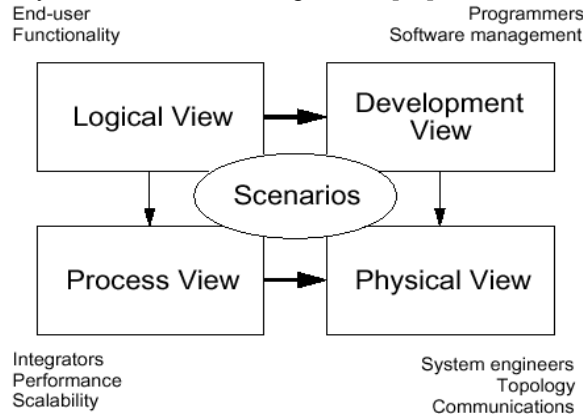 End-user
Functionality
Programmers
Software management
Logical View
Development
View
Scenarios
Process View
Physical View
Integrators
Performance
Scalability
System engineers
Topology
Communications